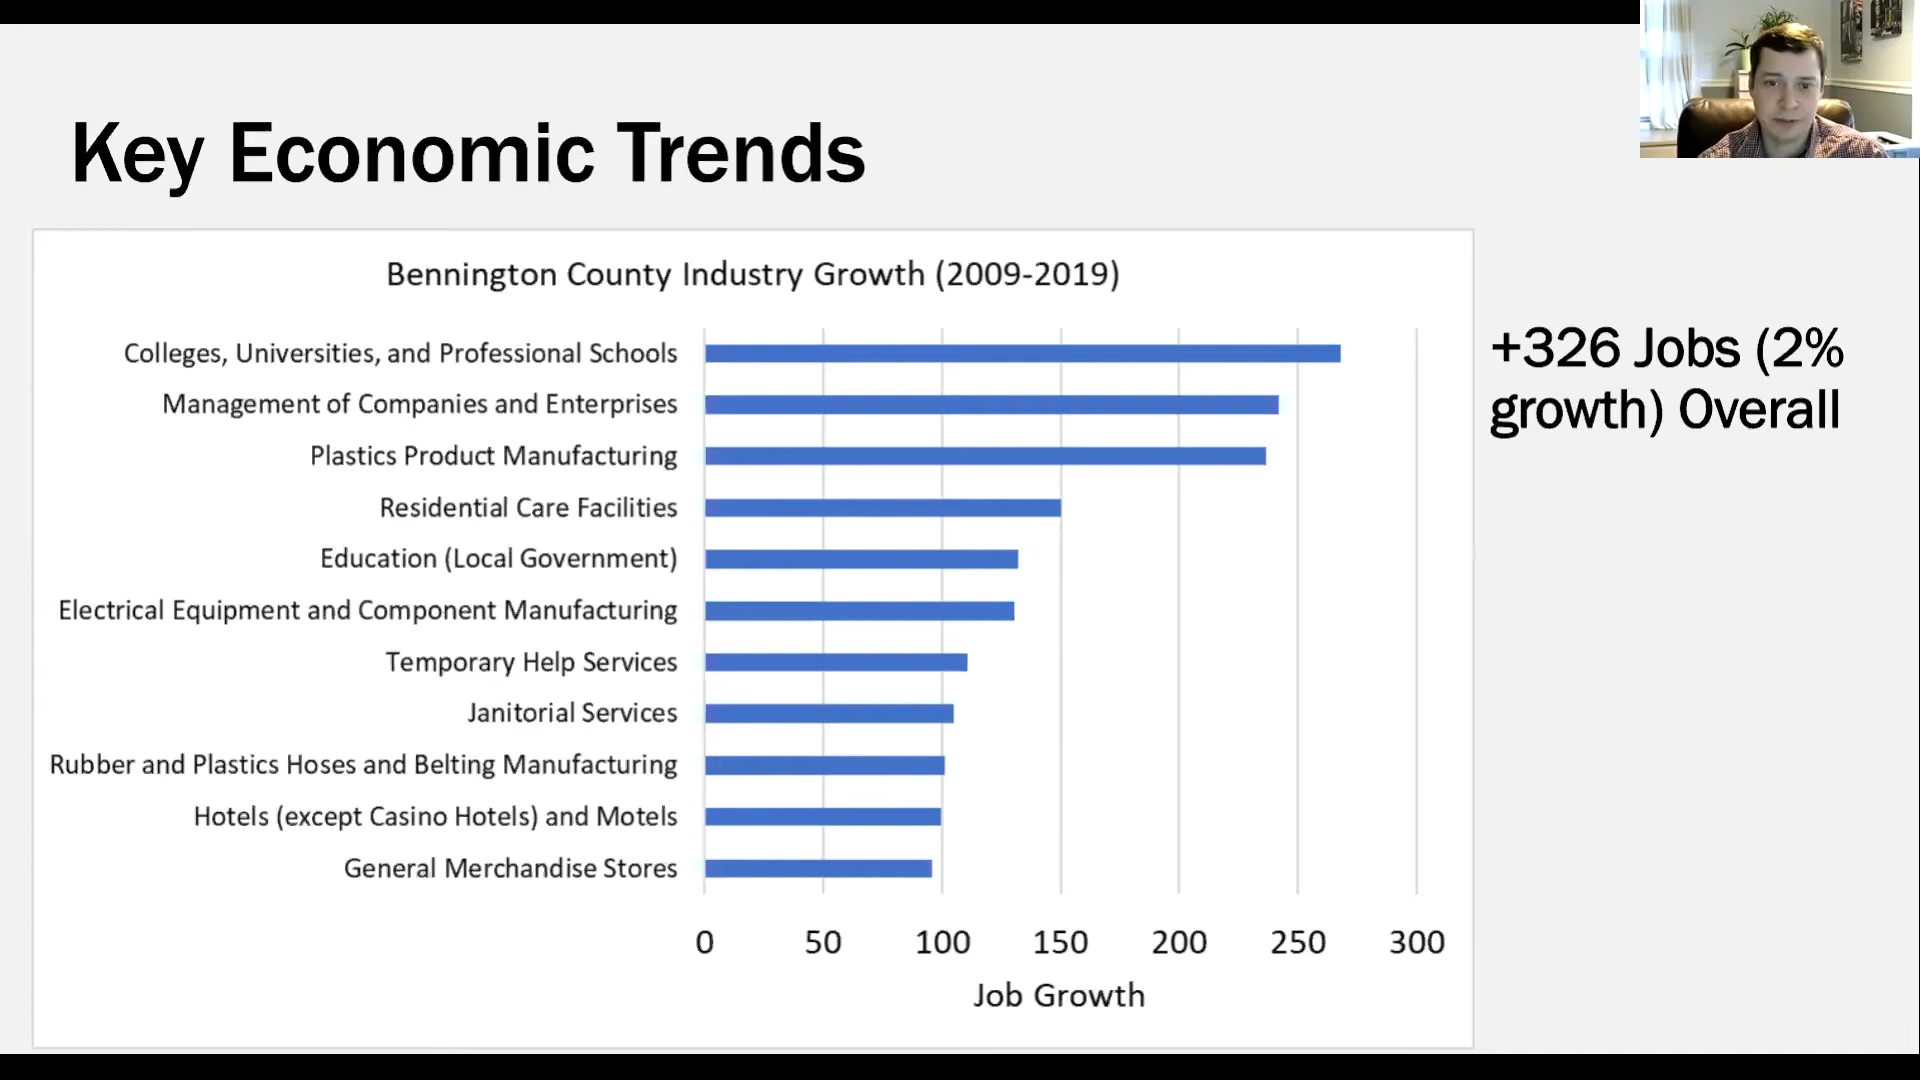 Key Economic Trends
Bennington County Industry Growth (2009-2019)
Colleges, Universities, and Professional Schools
Management of Companies and Enterprises
Plastics Product Manufacturing
Residential Care Facilities
Education (Local Government)
Electrical Equipment and Component Manufacturing
Temporary Help Services
Janitorial Services
Rubber and Plastics Hoses and Belting Manufacturing
Hotels (except Casino Hotels) and Motels
General Merchandise Stores
0 50 100 150 200 250 300
Job Growth
+326 Jobs (2%
growth) Overall